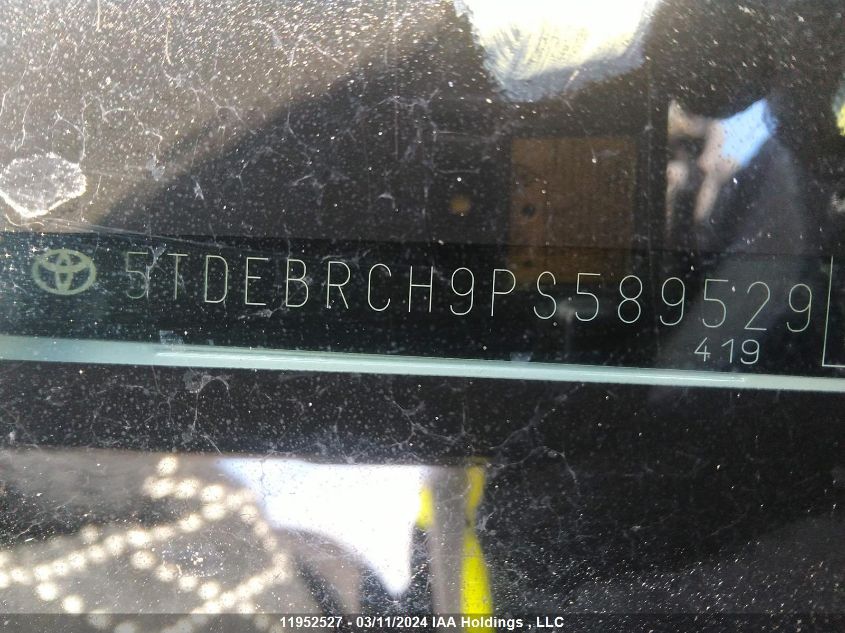 5TDEBRCH9PS589529
419
11952527 - 03/11/2024 IAA Holdings , LLC